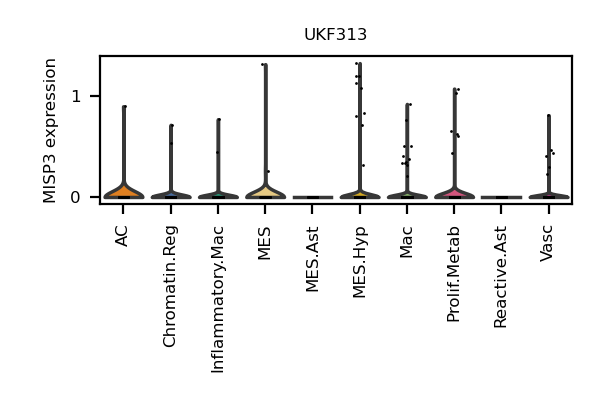 UKF313
MISP3 expression
1
0
AC
Chromatin.Reg
Inflammatory.Mac
MES
MES.Ast
MES.Hyp
Mac
Prolif.Metab
Reactive.Ast
Vasc